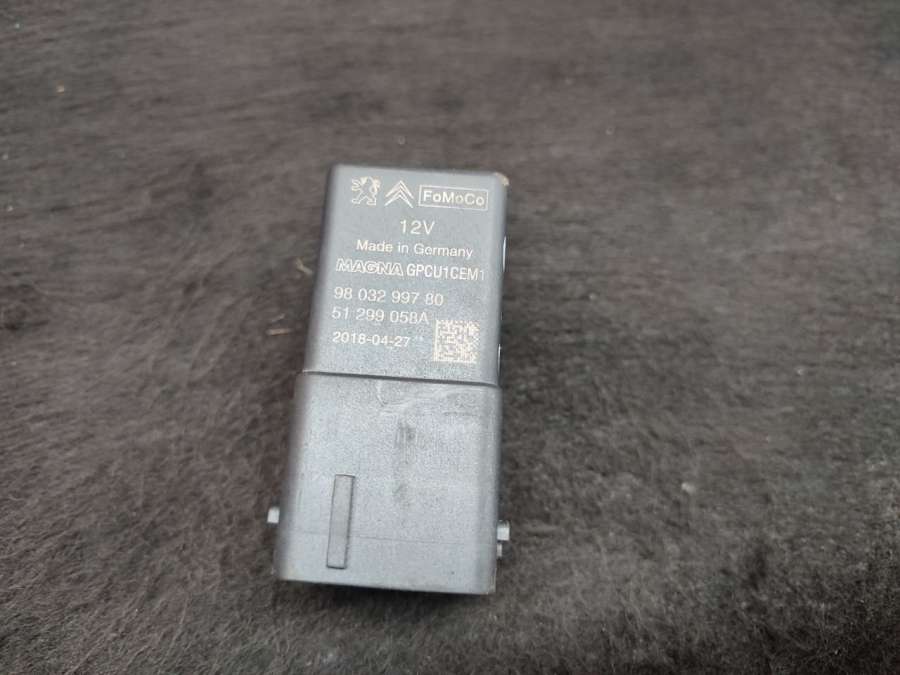 FoMoCo
12V
Made in Germany
MAGNA GPCU1CEM1
98 032 997 80
51 299 058A
2018-04-27